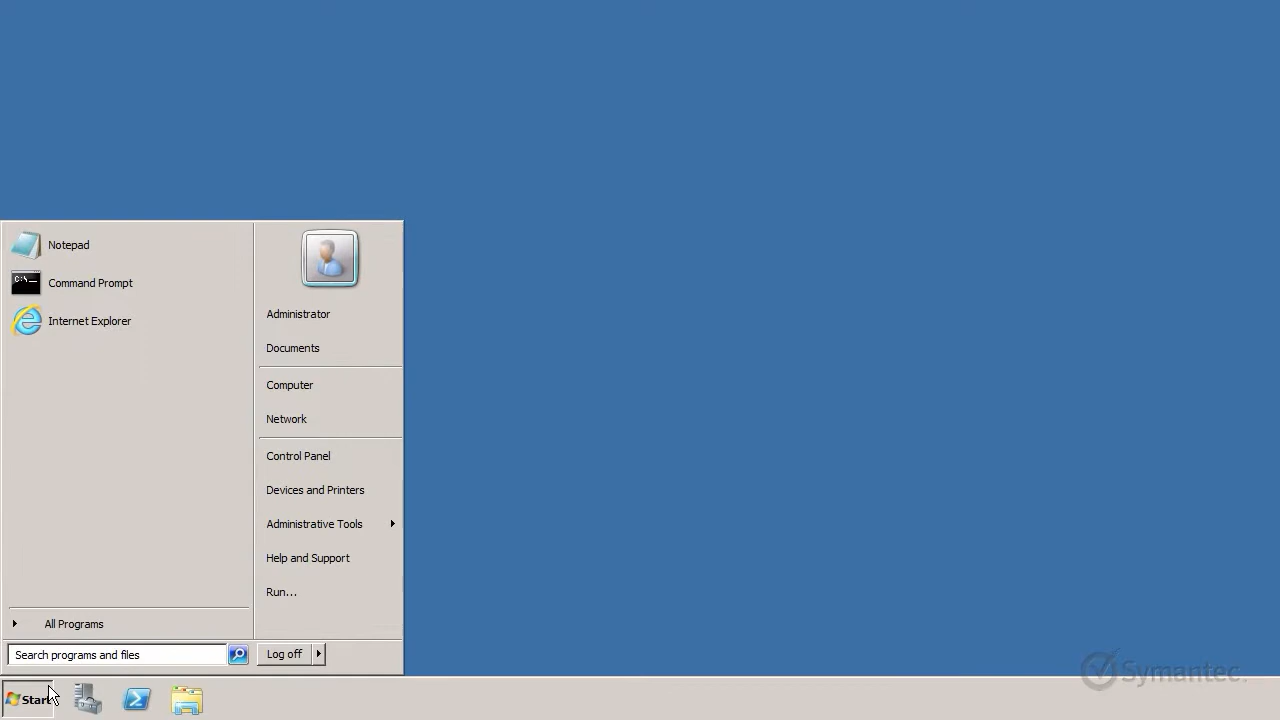 Notepad
C:\
Command Prompt
Internet Explorer
Administrator
Documents
Computer
Network
Control Panel
Devices and Printers
Administrative Tools
Help and Support
Run...
All Programs
Search programs and files
Log off
Start
Symantec.